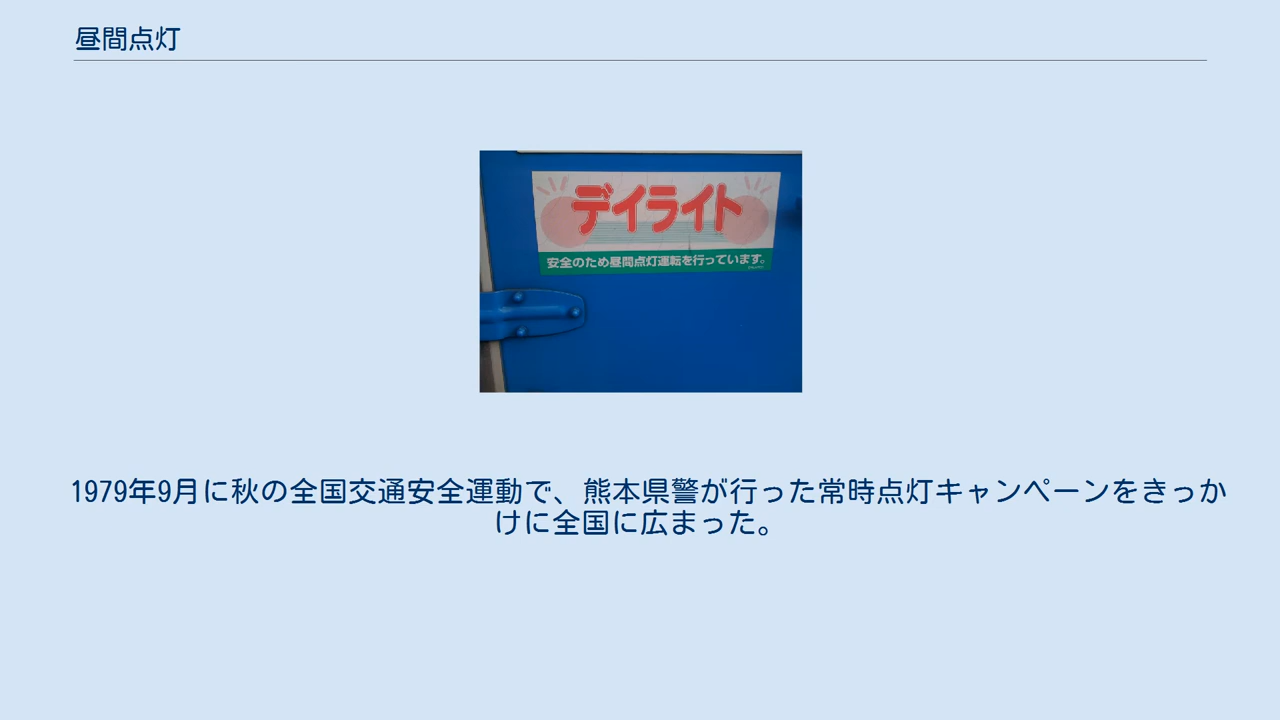 昼間点灯
デイライト
安全のため昼間点灯運転を行っています。
1979年9月に秋の全国交通安全運動で、熊本県警が行った常時点灯キャンペーンをきっか
けに全国に広まった。